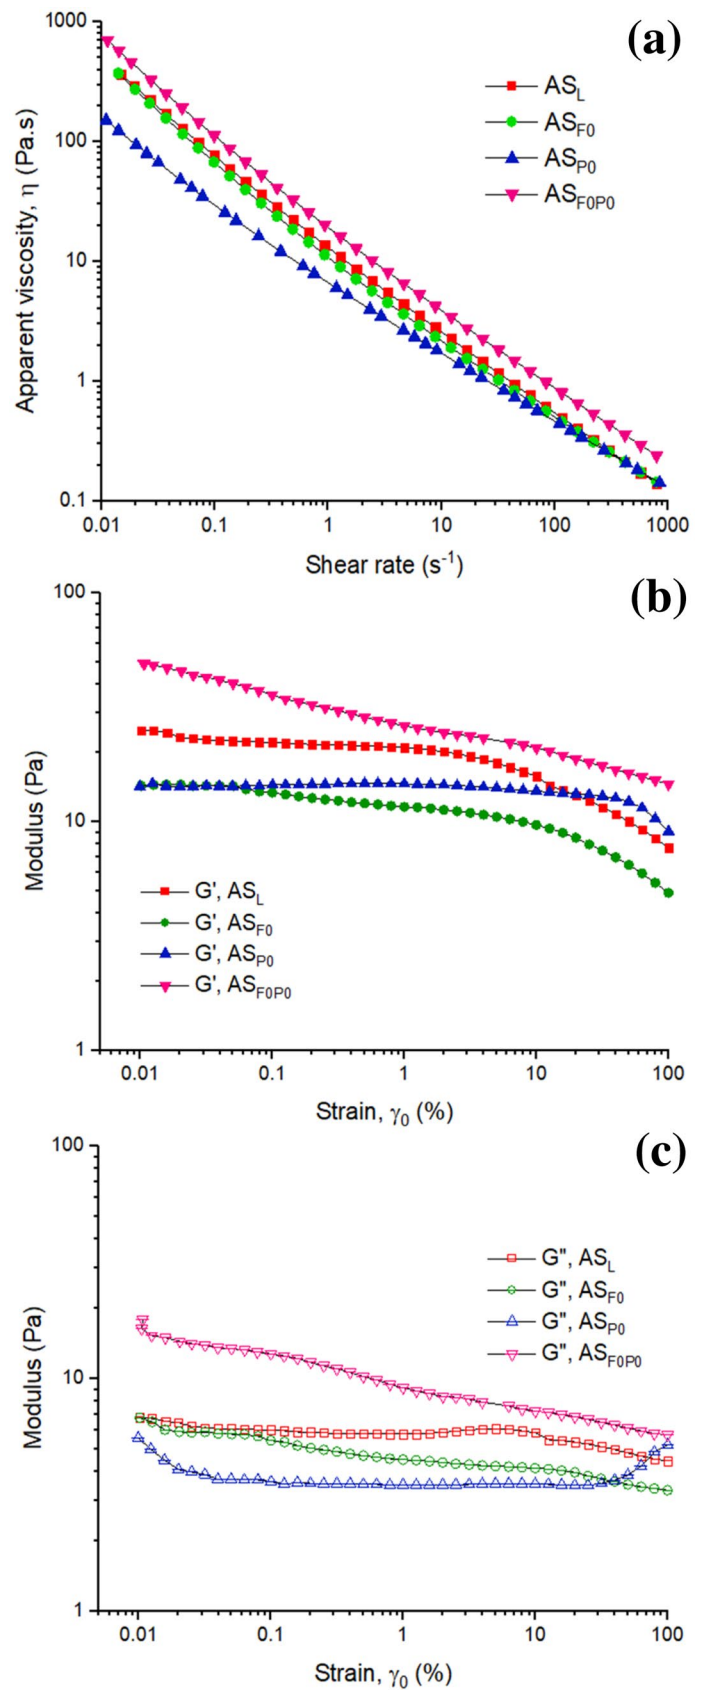 (a)
1000
100
10
1
0.1
Apparent viscosity, η (Pa.s)
AS_L
AS_F0
AS_P0
AS_F0P0
0.01 0.1 1 10 100 1000
Shear rate (s⁻¹)
(b)
100
10
1
Modulus (Pa)
G', AS_L
G', AS_F0
G', AS_P0
G', AS_F0P0
0.01 0.1 1 10 100
Strain, γ₀ (%)
(c)
100
10
1
Modulus (Pa)
G", AS_L
G", AS_F0
G", AS_P0
G", AS_F0P0
0.01 0.1 1 10 100
Strain, γ₀ (%)